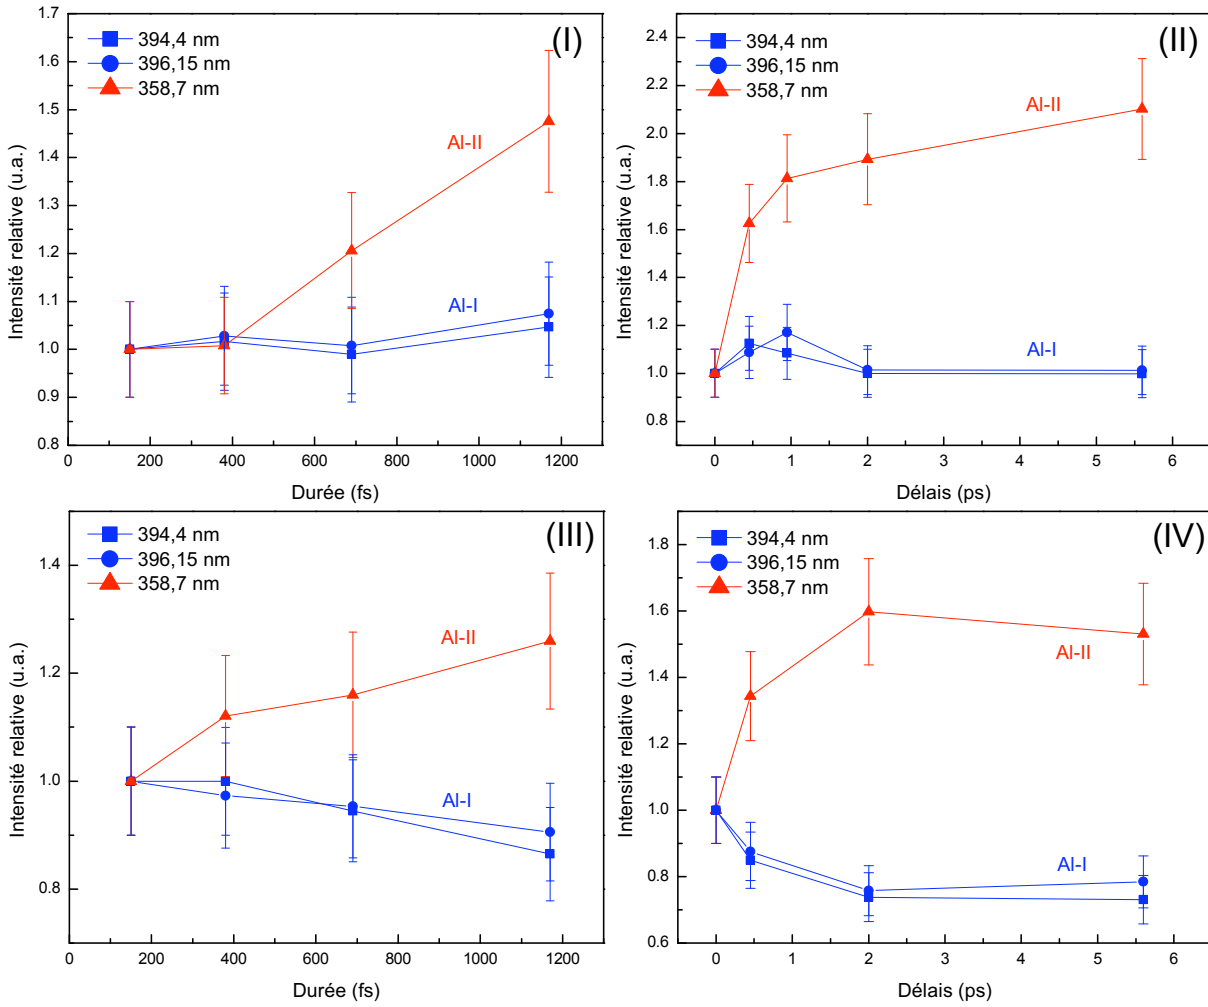 (I)
394,4 nm
396,15 nm
358,7 nm
Al-II
Al-I
Intensité relative (u.a.)
1.7
1.6
1.5
1.4
1.3
1.2
1.1
1.0
0.9
0.8
0 200 400 600 800 1000 1200
Durée (fs)
(II)
394,4 nm
396,15 nm
358,7 nm
Al-II
Al-I
Intensité relative (u.a.)
2.4
2.2
2.0
1.8
1.6
1.4
1.2
1.0
0.8
0 1 2 3 4 5 6
Délais (ps)
(III)
394,4 nm
396,15 nm
358,7 nm
Al-II
Al-I
Intensité relative (u.a.)
1.4
1.2
1.0
0.8
0 200 400 600 800 1000 1200
Durée (fs)
(IV)
394,4 nm
396,15 nm
358,7 nm
Al-II
Al-I
Intensité relative (u.a.)
1.8
1.6
1.4
1.2
1.0
0.8
0.6
0 1 2 3 4 5 6
Délais (ps)